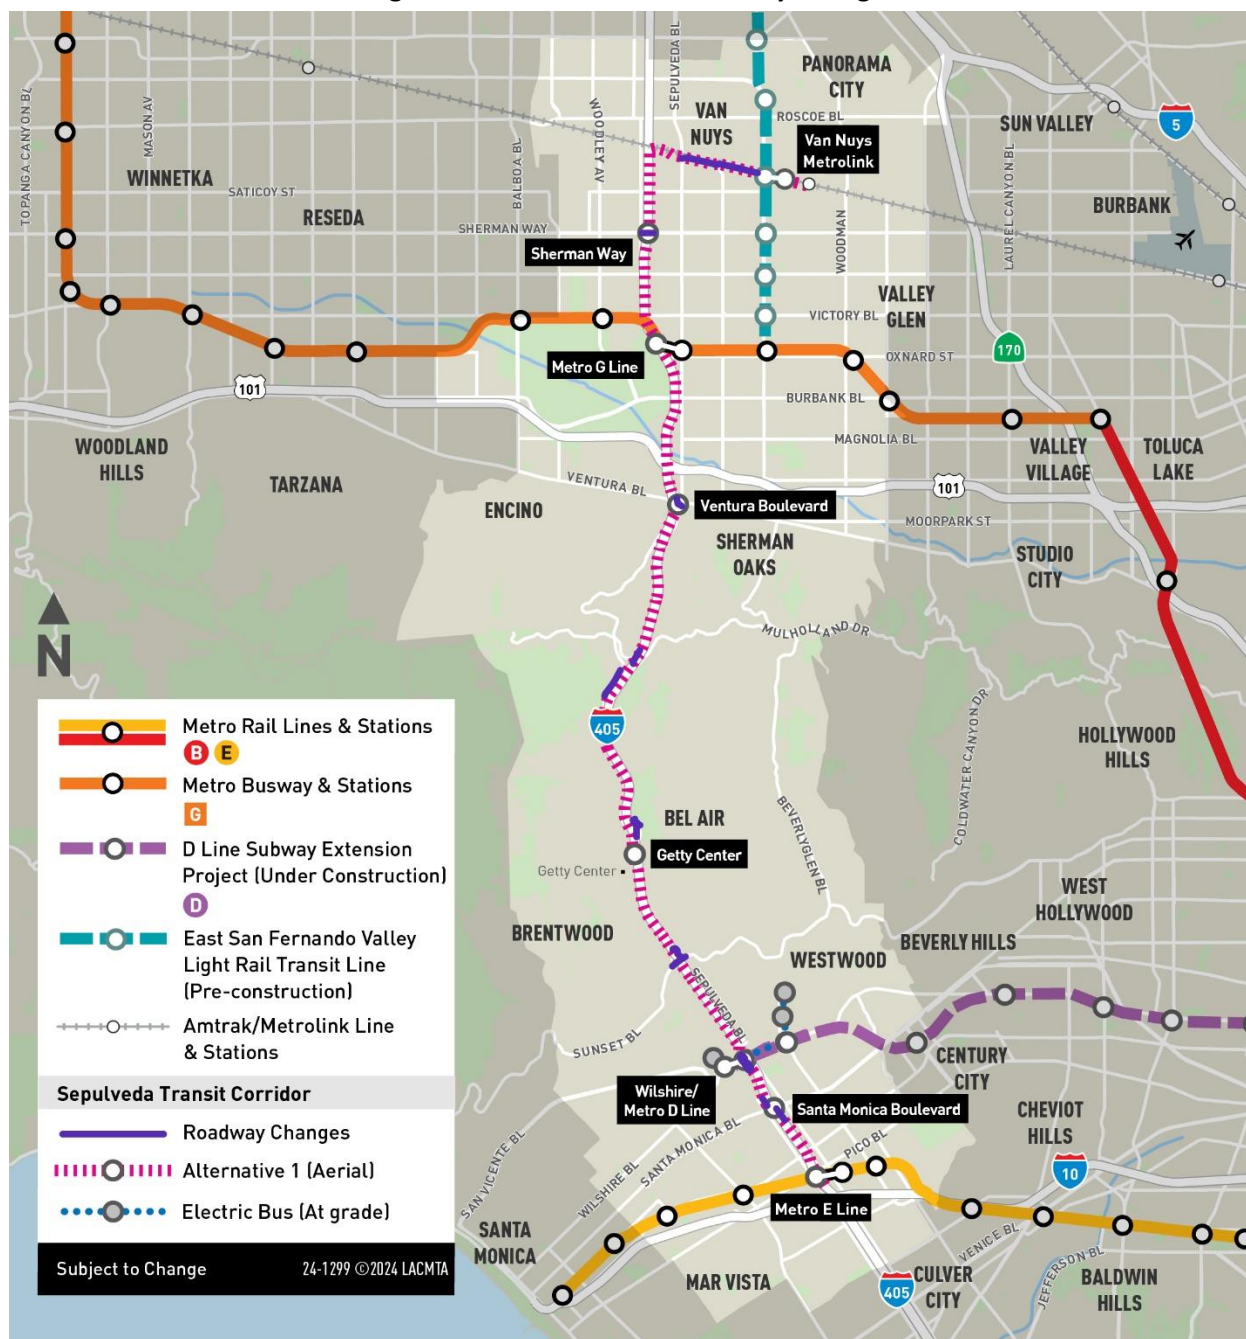 SEPULVEDA BL
PANORAMA
CITY
TOPANGA CANYON BL
MASON AV
WOODLEY AV
BALBOA BL
VAN
NUYS
ROSCOE BL
SUN VALLEY
5
Van Nuys
Metrolink
LAUREL CANYON BL
WINNETKA
SATICOY ST
RESEDA
SHERMAN WAY
Sherman Way
WOODMAN
BURBANK
VALLEY
GLEN
VICTORY BL
OXNARD ST
170
Metro G Line
101
BURBANK BL
MAGNOLIA BL
WOODLAND
HILLS
TARZANA
VENTURA BL
ENCINO
Ventura Boulevard
101
VALLEY
VILLAGE
TOLUCA
LAKE
MOORPARK ST
SHERMAN
OAKS
STUDIO
CITY
N
MULHOLLAND DR
405
COLDWATER CANYON DR
HOLLYWOOD
HILLS
BEL AIR
BEVERLYGLEN BL
Getty Center
Getty Center
BRENTWOOD
WEST
HOLLYWOOD
BEVERLY HILLS
WESTWOOD
SEPULVEDA BL
SUNSET BL
CENTURY
CITY
Wilshire/
Metro D Line
Santa Monica Boulevard
CHEVIOT
HILLS
SAN VICENTE BL
WILSHIRE BL
SANTA MONICA BL
PICO BL
10
Metro E Line
SANTA
MONICA
MAR VISTA
405
CULVER
CITY
VENICE BL
JEFFERSON BL
BALDWIN
HILLS
Metro Rail Lines & Stations
B E
Metro Busway & Stations
G
D Line Subway Extension
Project (Under Construction)
D
East San Fernando Valley
Light Rail Transit Line
(Pre-construction)
Amtrak/Metrolink Line
& Stations
Sepulveda Transit Corridor
Roadway Changes
Alternative 1 (Aerial)
Electric Bus (At grade)
Subject to Change 24-1299 ©2024 LACMTA